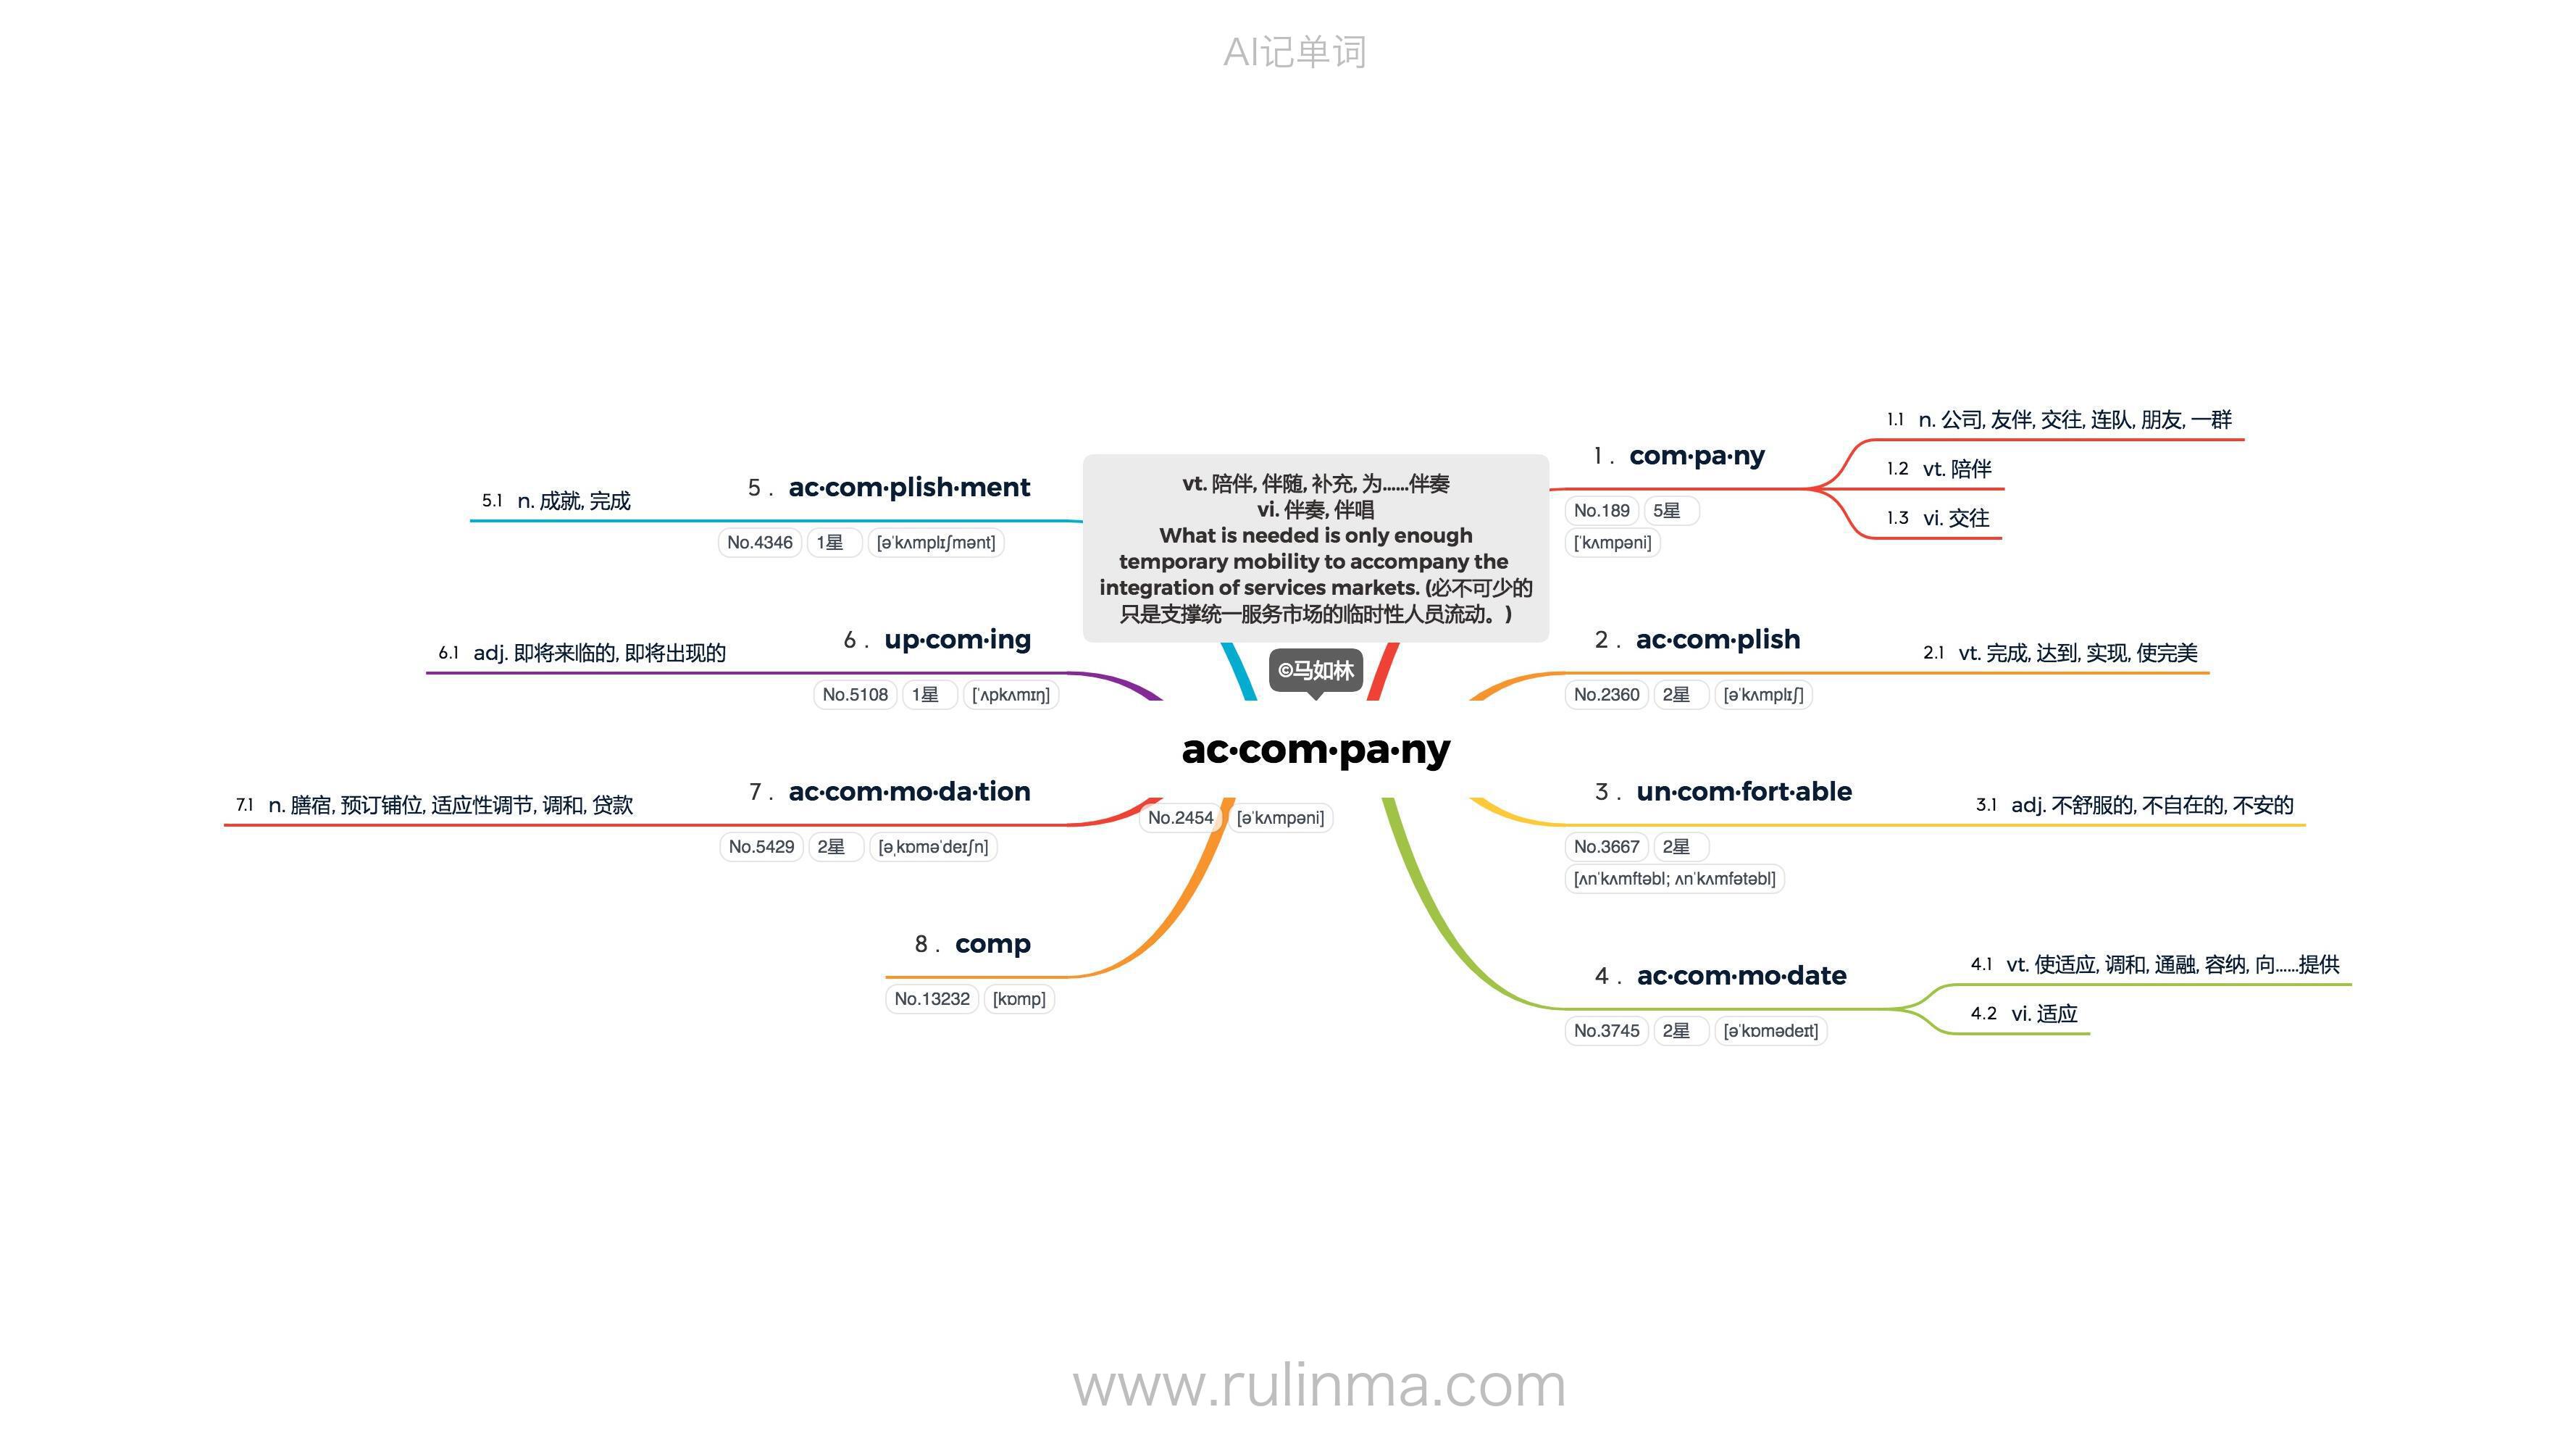 AI记单词
vt. 陪伴, 伴随, 补充, 为……伴奏
vi. 伴奏, 伴唱
What is needed is only enough
temporary mobility to accompany the
integration of services markets. (必不可少的
只是支撑统一服务市场的临时性人员流动。)
©马如林
ac·com·pa·ny
No.2454 [əˈkʌmpəni]
1 . com·pa·ny
No.189 5星
[ˈkʌmpəni]
1.1 n. 公司, 友伴, 交往, 连队, 朋友, 一群
1.2 vt. 陪伴
1.3 vi. 交往
2 . ac·com·plish
No.2360 2星 [əˈkʌmplɪʃ]
2.1 vt. 完成, 达到, 实现, 使完美
3 . un·com·fort·able
No.3667 2星
[ʌnˈkʌmftəbl; ʌnˈkʌmfətəbl]
3.1 adj. 不舒服的, 不自在的, 不安的
4 . ac·com·mo·date
No.3745 2星 [əˈkɒmədeɪt]
4.1 vt. 使适应, 调和, 通融, 容纳, 向……提供
4.2 vi. 适应
5 . ac·com·plish·ment
No.4346 1星 [əˈkʌmplɪʃmənt]
5.1 n. 成就, 完成
6 . up·com·ing
No.5108 1星 [ˈʌpkʌmɪŋ]
6.1 adj. 即将来临的, 即将出现的
7 . ac·com·mo·da·tion
No.5429 2星 [əˌkɒməˈdeɪʃn]
7.1 n. 膳宿, 预订铺位, 适应性调节, 调和, 贷款
8 . comp
No.13232 [kɒmp]
www.rulinma.com